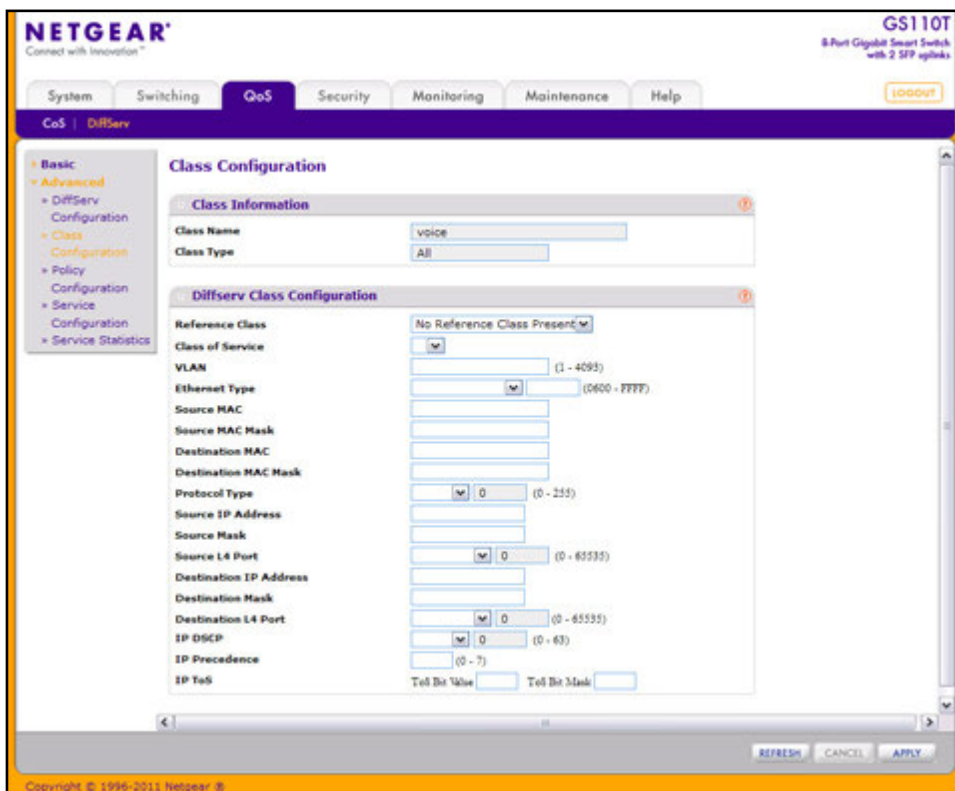 NETGEAR®
Connect with Innovation™
GS110T
8-Port Gigabit Smart Switch
with 2 SFP uplinks
System
Switching
QoS
Security
Monitoring
Maintenance
Help
LOGOUT
CoS | DiffServ
Basic
Advanced
» DiffServ
Configuration
» Class
Configuration
» Policy
Configuration
» Service
Configuration
» Service Statistics
Class Configuration
Class Information
?
Class Name
voice
Class Type
All
Diffserv Class Configuration
?
Reference Class
No Reference Class Present
Class of Service
VLAN
(1 - 4093)
Ethernet Type
(0600 - FFFF)
Source MAC
Source MAC Mask
Destination MAC
Destination MAC Mask
Protocol Type
0 (0 - 255)
Source IP Address
Source Mask
Source L4 Port
0 (0 - 65535)
Destination IP Address
Destination Mask
Destination L4 Port
0 (0 - 65535)
IP DSCP
0 (0 - 63)
IP Precedence
(0 - 7)
IP ToS
ToS Bit Value
ToS Bit Mask
REFRESH
CANCEL
APPLY
Copyright © 1996-2011 Netgear ®